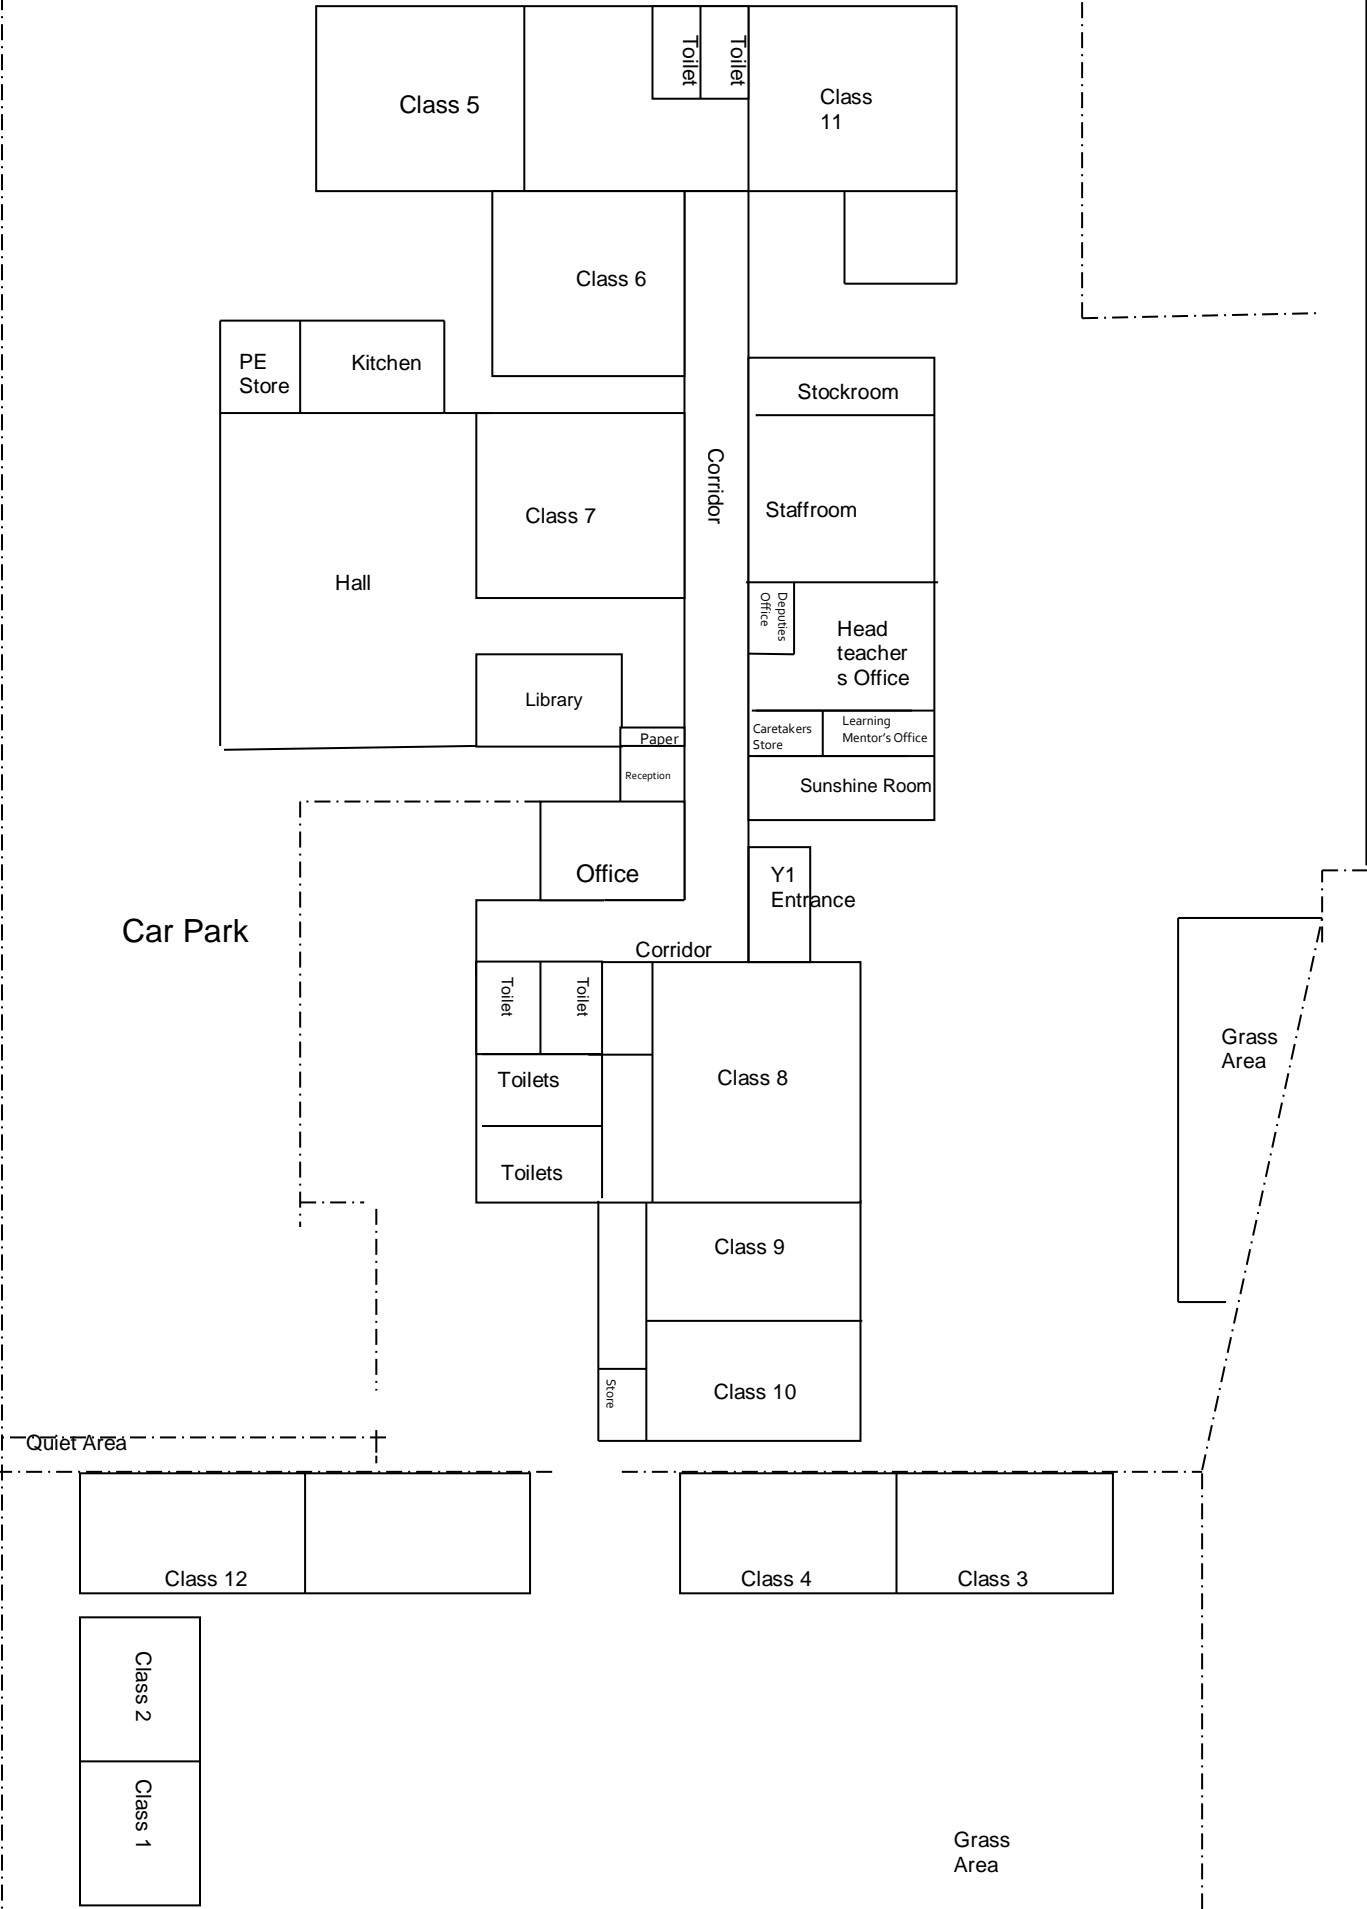 Toilet
Toilet
Class 5
Class
11
Class 6
PE
Store
Kitchen
Stockroom
Corridor
Staffroom
Class 7
Hall
Deputies
Office
Head
teacher
s Office
Library
Paper
Caretakers
Store
Learning
Mentor's Office
Reception
Sunshine Room
Office
Y1
Entrance
Car Park
Corridor
Toilet
Toilet
Grass
Area
Toilets
Class 8
Toilets
Class 9
Store
Class 10
Quiet Area
Class 12
Class 4
Class 3
Class 2
Class 1
Grass
Area